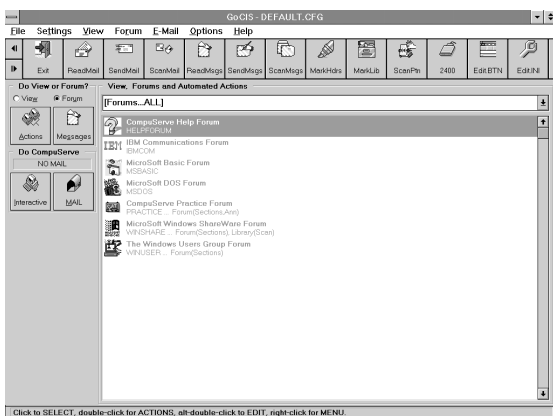 GoCIS - DEFAULT.CFG
File Settings View Forum E-Mail Options Help
Exit ReadMail SendMail ScanMail ReadMsgs SendMsgs ScanMsgs MarkHdrs MarkLib ScanPtn 2400 Edit.BTN Edit.INI
Do View or Forum?
View Forum
Actions Messages
Do CompuServe
NO MAIL
Interactive MAIL
View, Forums and Automated Actions
[Forums...ALL]
CompuServe Help Forum
HELPFORUM
IBM
IBM Communications Forum
IBMCOM
MicroSoft Basic Forum
MSBASIC
MicroSoft DOS Forum
MSDOS
CompuServe Practice Forum
PRACTICE ... Forum(Sections,Ann)
MicroSoft Windows ShareWare Forum
WINSHARE ... Forum(Sections). Library(Scan)
The Windows Users Group Forum
WINUSER ... Forum(Sections)
Click to SELECT, double-click for ACTIONS, alt-double-click to EDIT, right-click for MENU.